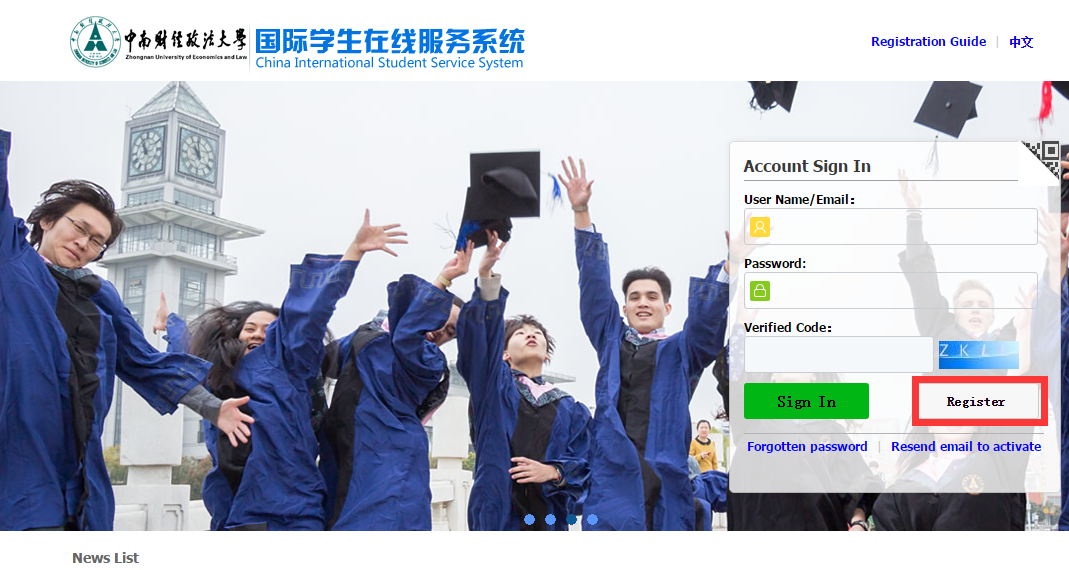 中南财经政法大学
Zhongnan University of Economics and Law
国际学生在线服务系统
China International Student Service System
Registration Guide | 中文
Account Sign In
User Name/Email:
Password:
Verified Code:
Z K L
Sign In
Register
Forgotten password | Resend email to activate
News List